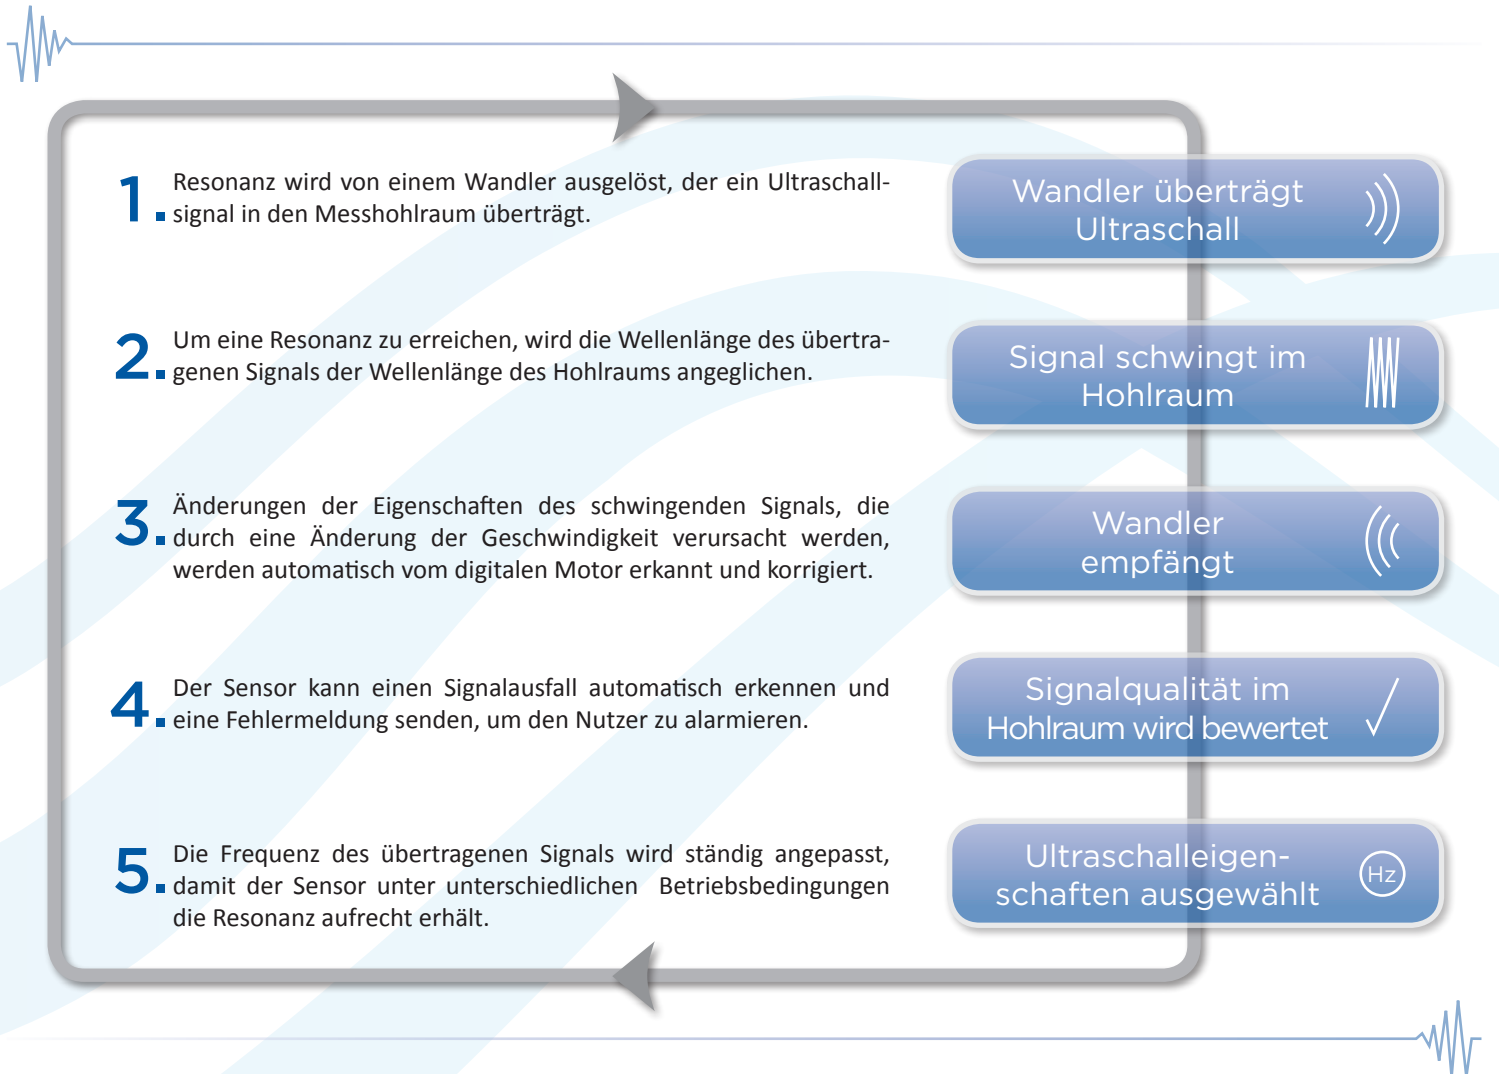 1. Resonanz wird von einem Wandler ausgelöst, der ein Ultraschall-
signal in den Messhohlraum überträgt.
Wandler überträgt
Ultraschall
2. Um eine Resonanz zu erreichen, wird die Wellenlänge des übertra-
genen Signals der Wellenlänge des Hohlraums angeglichen.
Signal schwingt im
Hohlraum
3. Änderungen der Eigenschaften des schwingenden Signals, die
durch eine Änderung der Geschwindigkeit verursacht werden,
werden automatisch vom digitalen Motor erkannt und korrigiert.
Wandler
empfängt
4. Der Sensor kann einen Signalausfall automatisch erkennen und
eine Fehlermeldung senden, um den Nutzer zu alarmieren.
Signalqualität im
Hohlraum wird bewertet
5. Die Frequenz des übertragenen Signals wird ständig angepasst,
damit der Sensor unter unterschiedlichen Betriebsbedingungen
die Resonanz aufrecht erhält.
Ultraschalleigen-
schaften ausgewählt
Hz